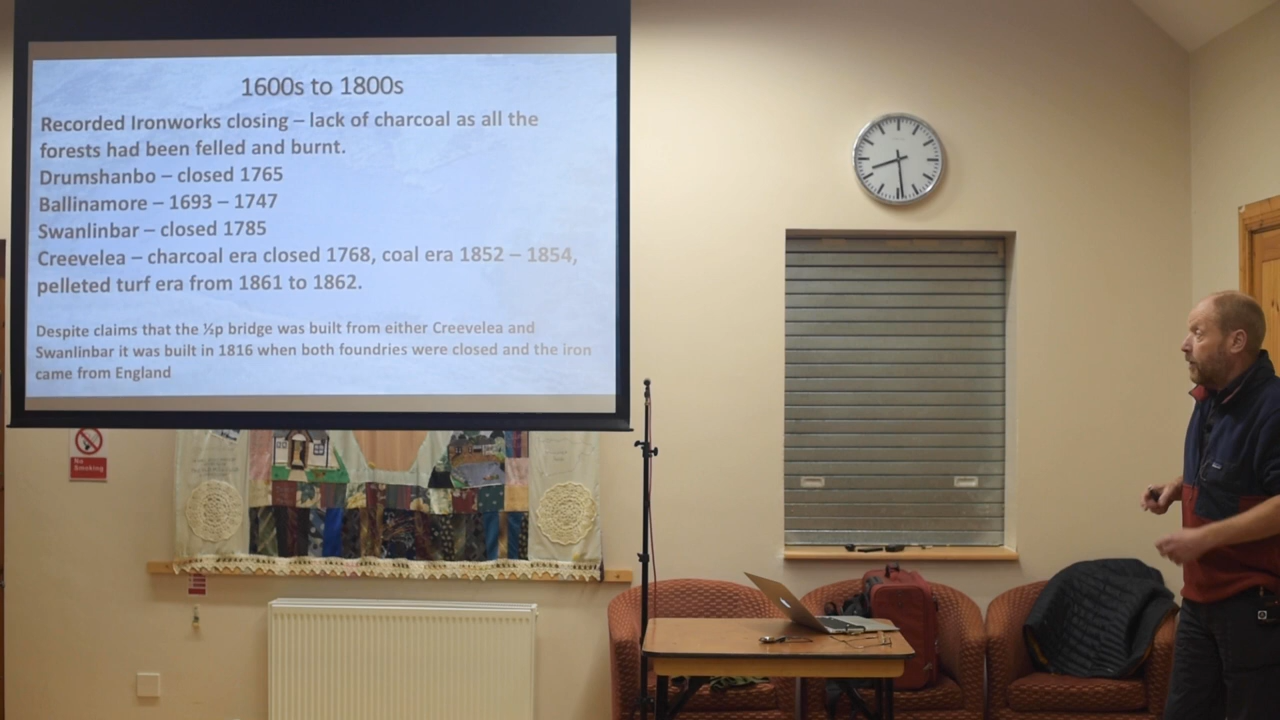 1600s to 1800s
Recorded Ironworks closing – lack of charcoal as all the
forests had been felled and burnt.
Drumshanbo – closed 1765
Ballinamore – 1693 – 1747
Swanlinbar – closed 1785
Creevelea – charcoal era closed 1768, coal era 1852 – 1854,
pelleted turf era from 1861 to 1862.
Despite claims that the ½p bridge was built from either Creevelea and
Swanlinbar it was built in 1816 when both foundries were closed and the iron
came from England
No
Smoking